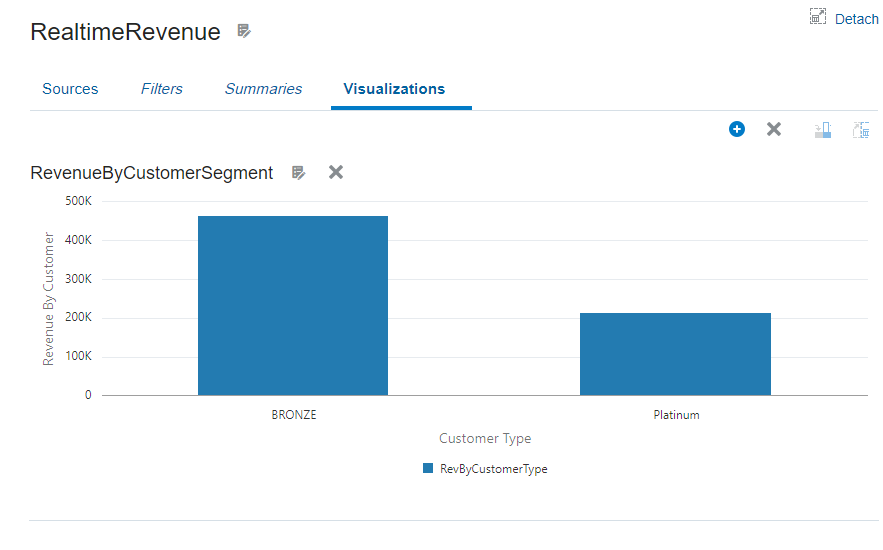 RealtimeRevenue
Detach
Sources Filters Summaries Visualizations
RevenueByCustomerSegment
500K
400K
300K
200K
100K
0
Revenue By Customer
BRONZE Platinum
Customer Type
RevByCustomerType